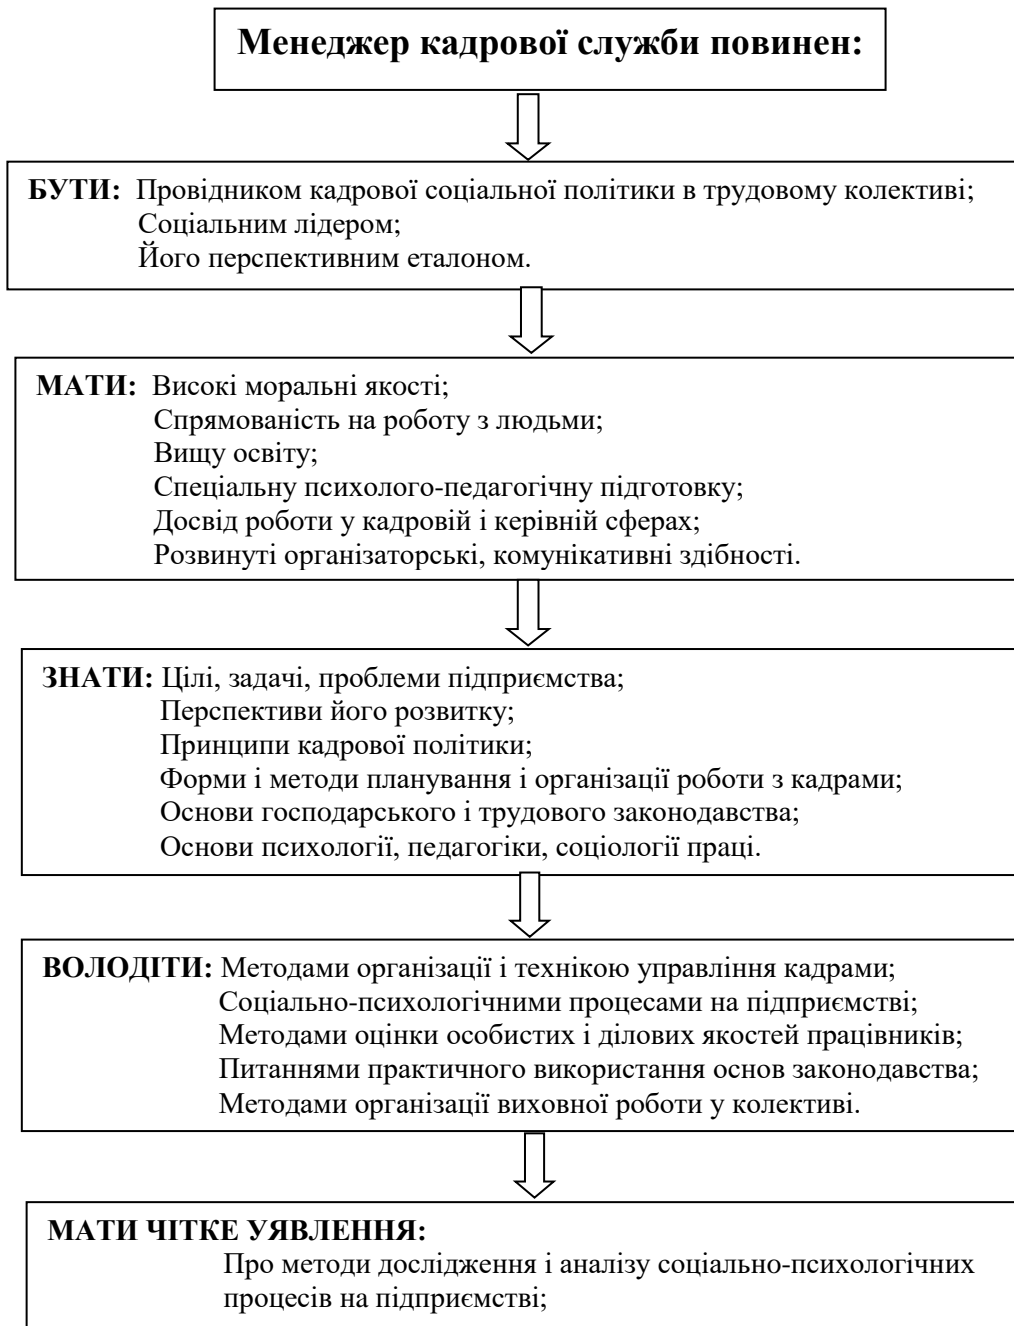 Менеджер кадрової служби повинен:
БУТИ: Провідником кадрової соціальної політики в трудовому колективі;
Соціальним лідером;
Його перспективним еталоном.
МАТИ: Високі моральні якості;
Спрямованість на роботу з людьми;
Вищу освіту;
Спеціальну психолого-педагогічну підготовку;
Досвід роботи у кадровій і керівній сферах;
Розвинуті організаторські, комунікативні здібності.
ЗНАТИ: Цілі, задачі, проблеми підприємства;
Перспективи його розвитку;
Принципи кадрової політики;
Форми і методи планування і організації роботи з кадрами;
Основи господарського і трудового законодавства;
Основи психології, педагогіки, соціології праці.
ВОЛОДІТИ: Методами організації і технікою управління кадрами;
Соціально-психологічними процесами на підприємстві;
Методами оцінки особистих і ділових якостей працівників;
Питаннями практичного використання основ законодавства;
Методами організації виховної роботи у колективі.
МАТИ ЧІТКЕ УЯВЛЕННЯ:
Про методи дослідження і аналізу соціально-психологічних
процесів на підприємстві;